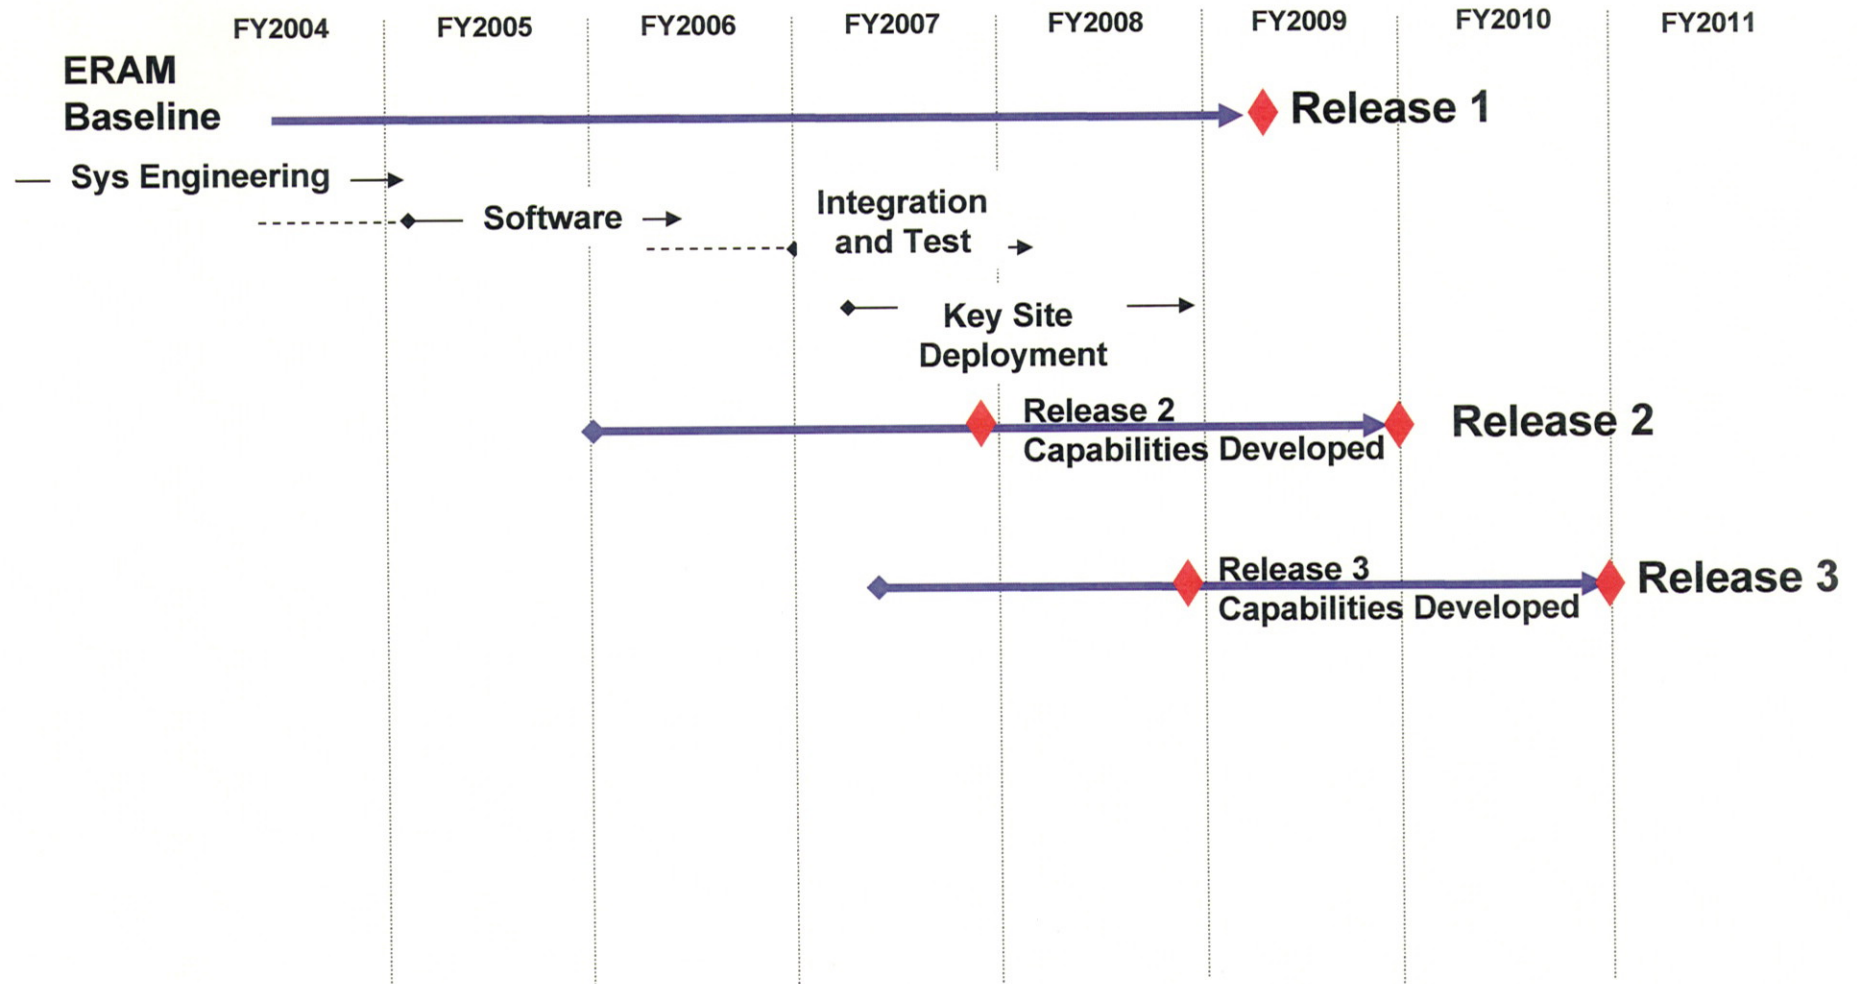 FY2004 FY2005 FY2006 FY2007 FY2008 FY2009 FY2010 FY2011
ERAM
Baseline
Release 1
Sys Engineering
Software
Integration
and Test
Key Site
Deployment
Release 2
Capabilities Developed
Release 2
Release 3
Capabilities Developed
Release 3